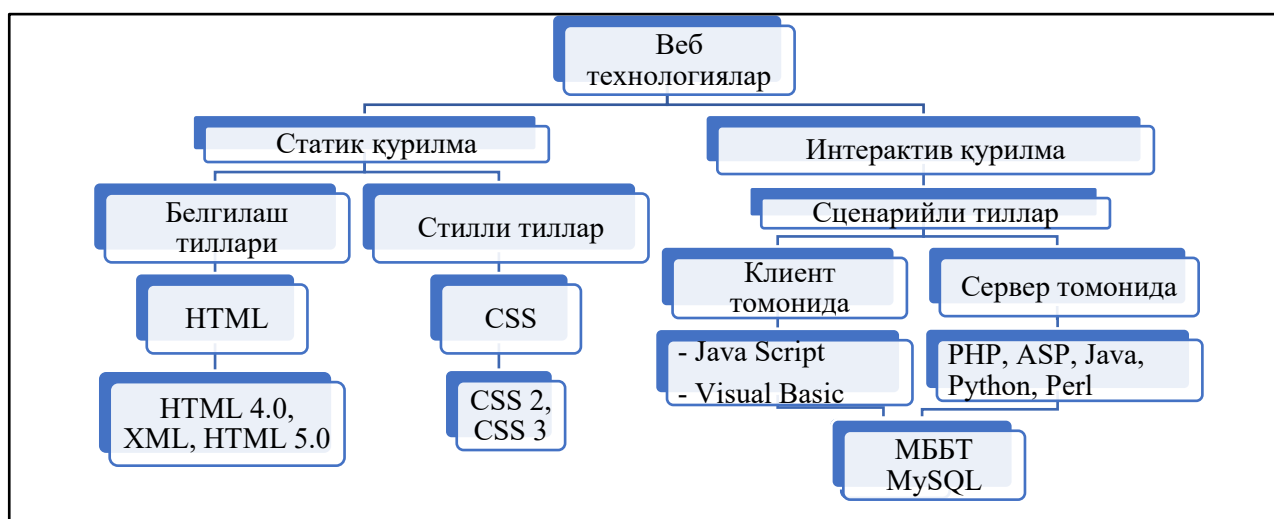 Веб
технологиялар
Статик қурилма
Интерактив қурилма
Белгилаш
тиллари
Стилли тиллар
Сценарийли тиллар
Клиент
томонида
Сервер томонида
HTML
CSS
- Java Script
- Visual Basic
PHP, ASP, Java,
Python, Perl
HTML 4.0,
XML, HTML 5.0
CSS 2,
CSS 3
МББТ
MySQL